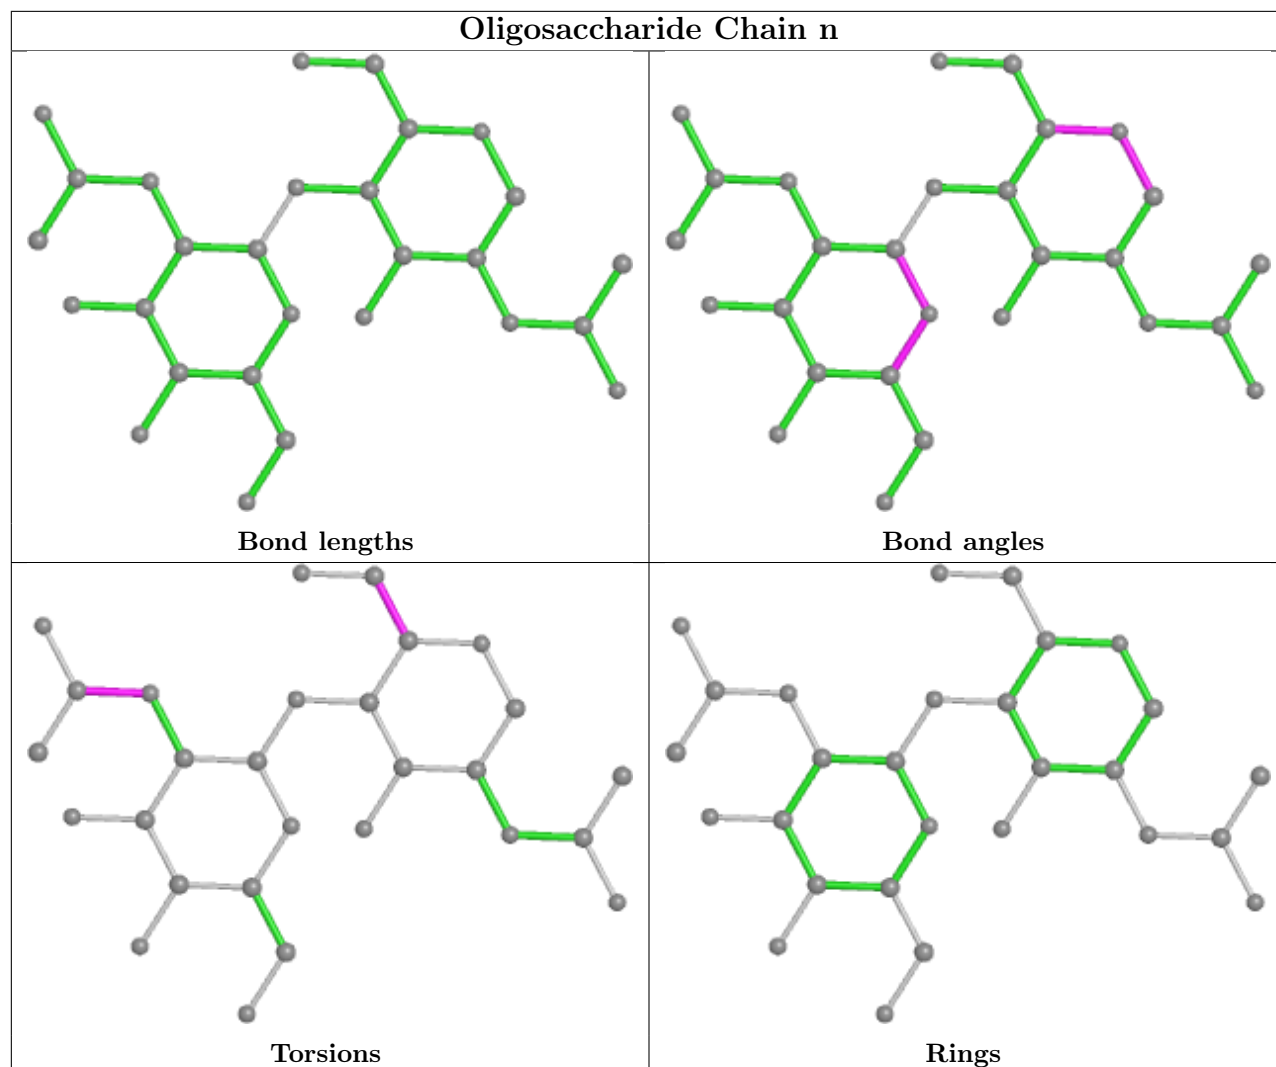 Oligosaccharide Chain n
Bond lengths
Bond angles
Torsions
Rings